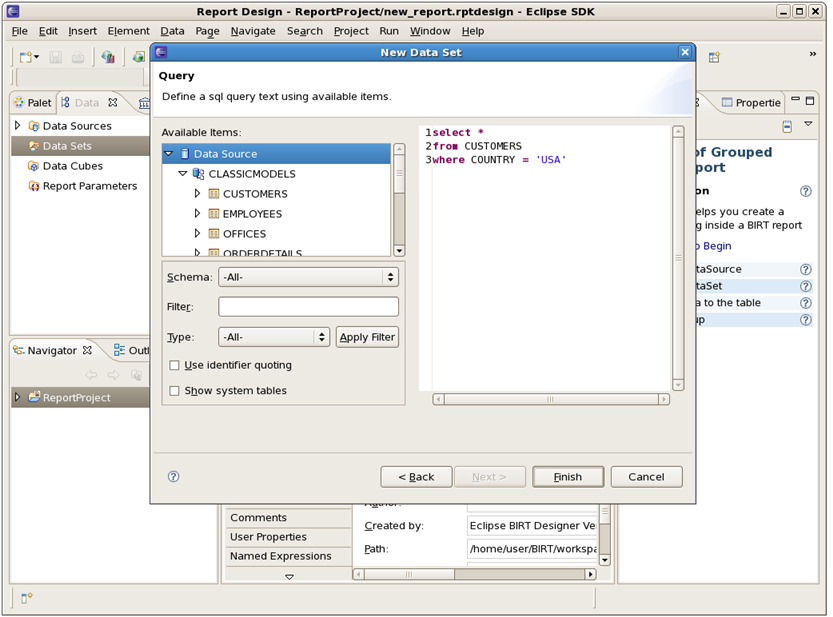 Report Design - ReportProject/new_report.rptdesign - Eclipse SDK
File Edit Insert Element Data Page Navigate Search Project Run Window Help
»
New Data Set
Query
Define a sql query text using available items.
Palet Data
Propertie
Data Sources
Data Sets
Data Cubes
Report Parameters
Available Items:
Data Source
CLASSICMODELS
CUSTOMERS
EMPLOYEES
OFFICES
ORDERDETAILS
1select *
2from CUSTOMERS
3where COUNTRY = 'USA'
Schema: -All-
Filter:
Type: -All- Apply Filter
Use identifier quoting
Show system tables
of Grouped
port
on
elps you create a
g inside a BIRT report
o Begin
taSource
taSet
a to the table
up
Navigator Outl
ReportProject
? < Back Next > Finish Cancel
Comments
User Properties
Named Expressions
Author:
Created by: Eclipse BIRT Designer Ve
Path: /home/user/BIRT/workspa